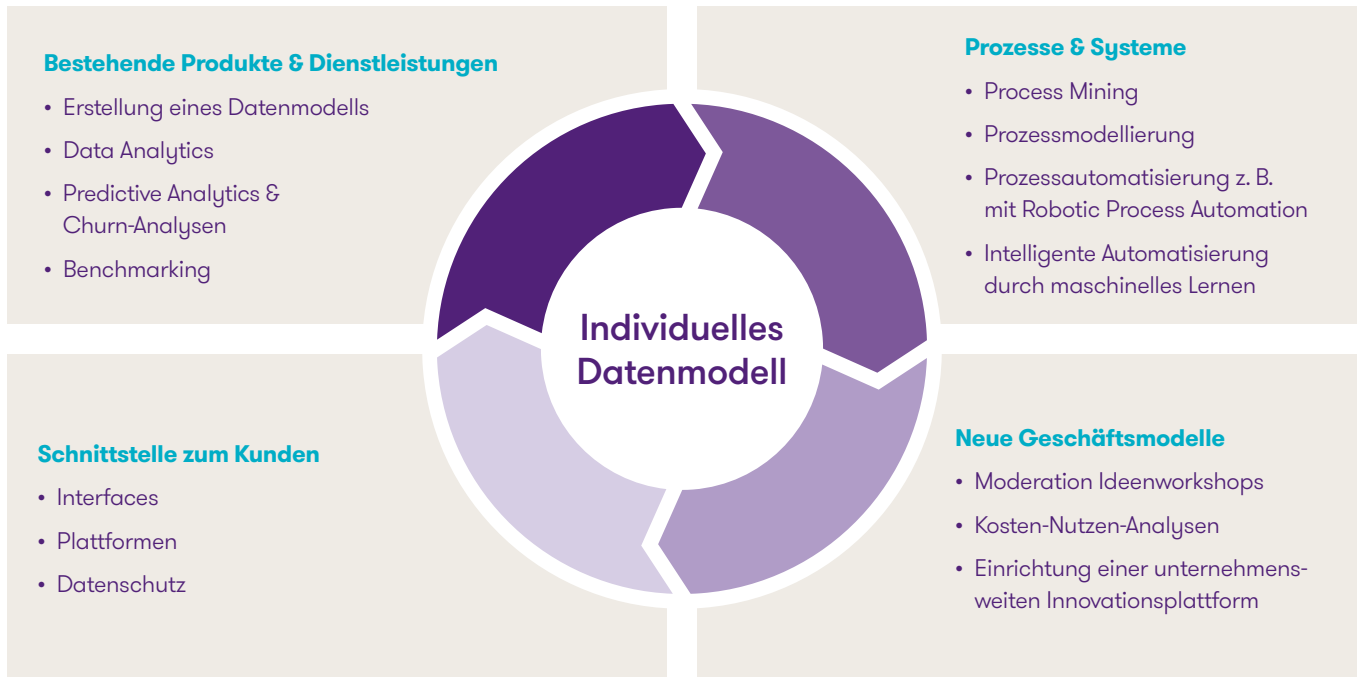 Bestehende Produkte & Dienstleistungen
• Erstellung eines Datenmodells
• Data Analytics
• Predictive Analytics &
Churn-Analysen
• Benchmarking
Prozesse & Systeme
• Process Mining
• Prozessmodellierung
• Prozessautomatisierung z. B.
mit Robotic Process Automation
• Intelligente Automatisierung
durch maschinelles Lernen
Individuelles
Datenmodell
Schnittstelle zum Kunden
• Interfaces
• Plattformen
• Datenschutz
Neue Geschäftsmodelle
• Moderation Ideenworkshops
• Kosten-Nutzen-Analysen
• Einrichtung einer unternehmens-
weiten Innovationsplattform